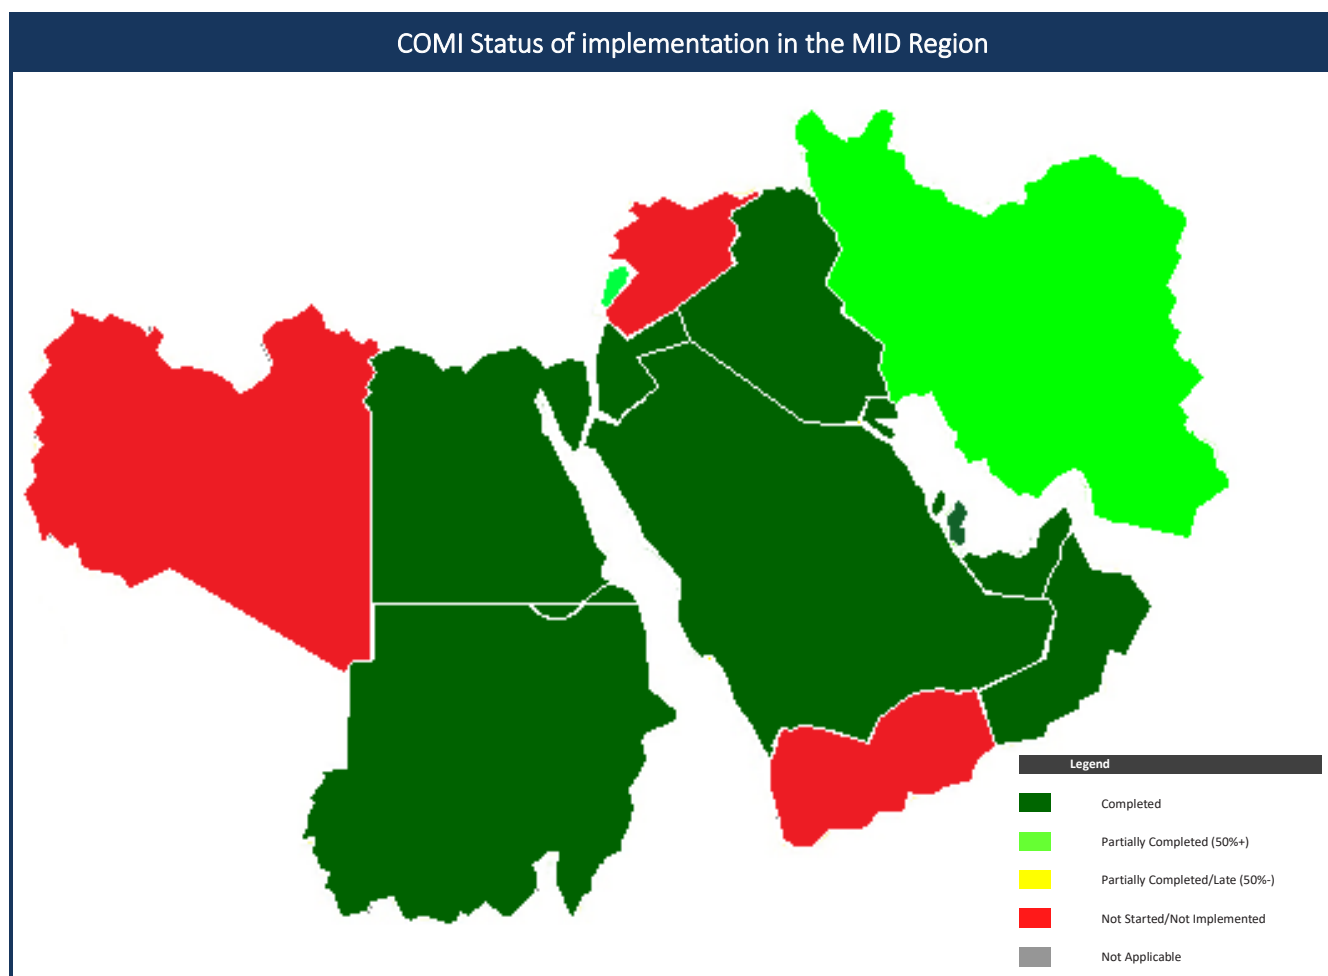 COMI Status of implementation in the MID Region
Legend
Completed
Partially Completed (50%+)
Partially Completed/Late (50%-)
Not Started/Not Implemented
Not Applicable